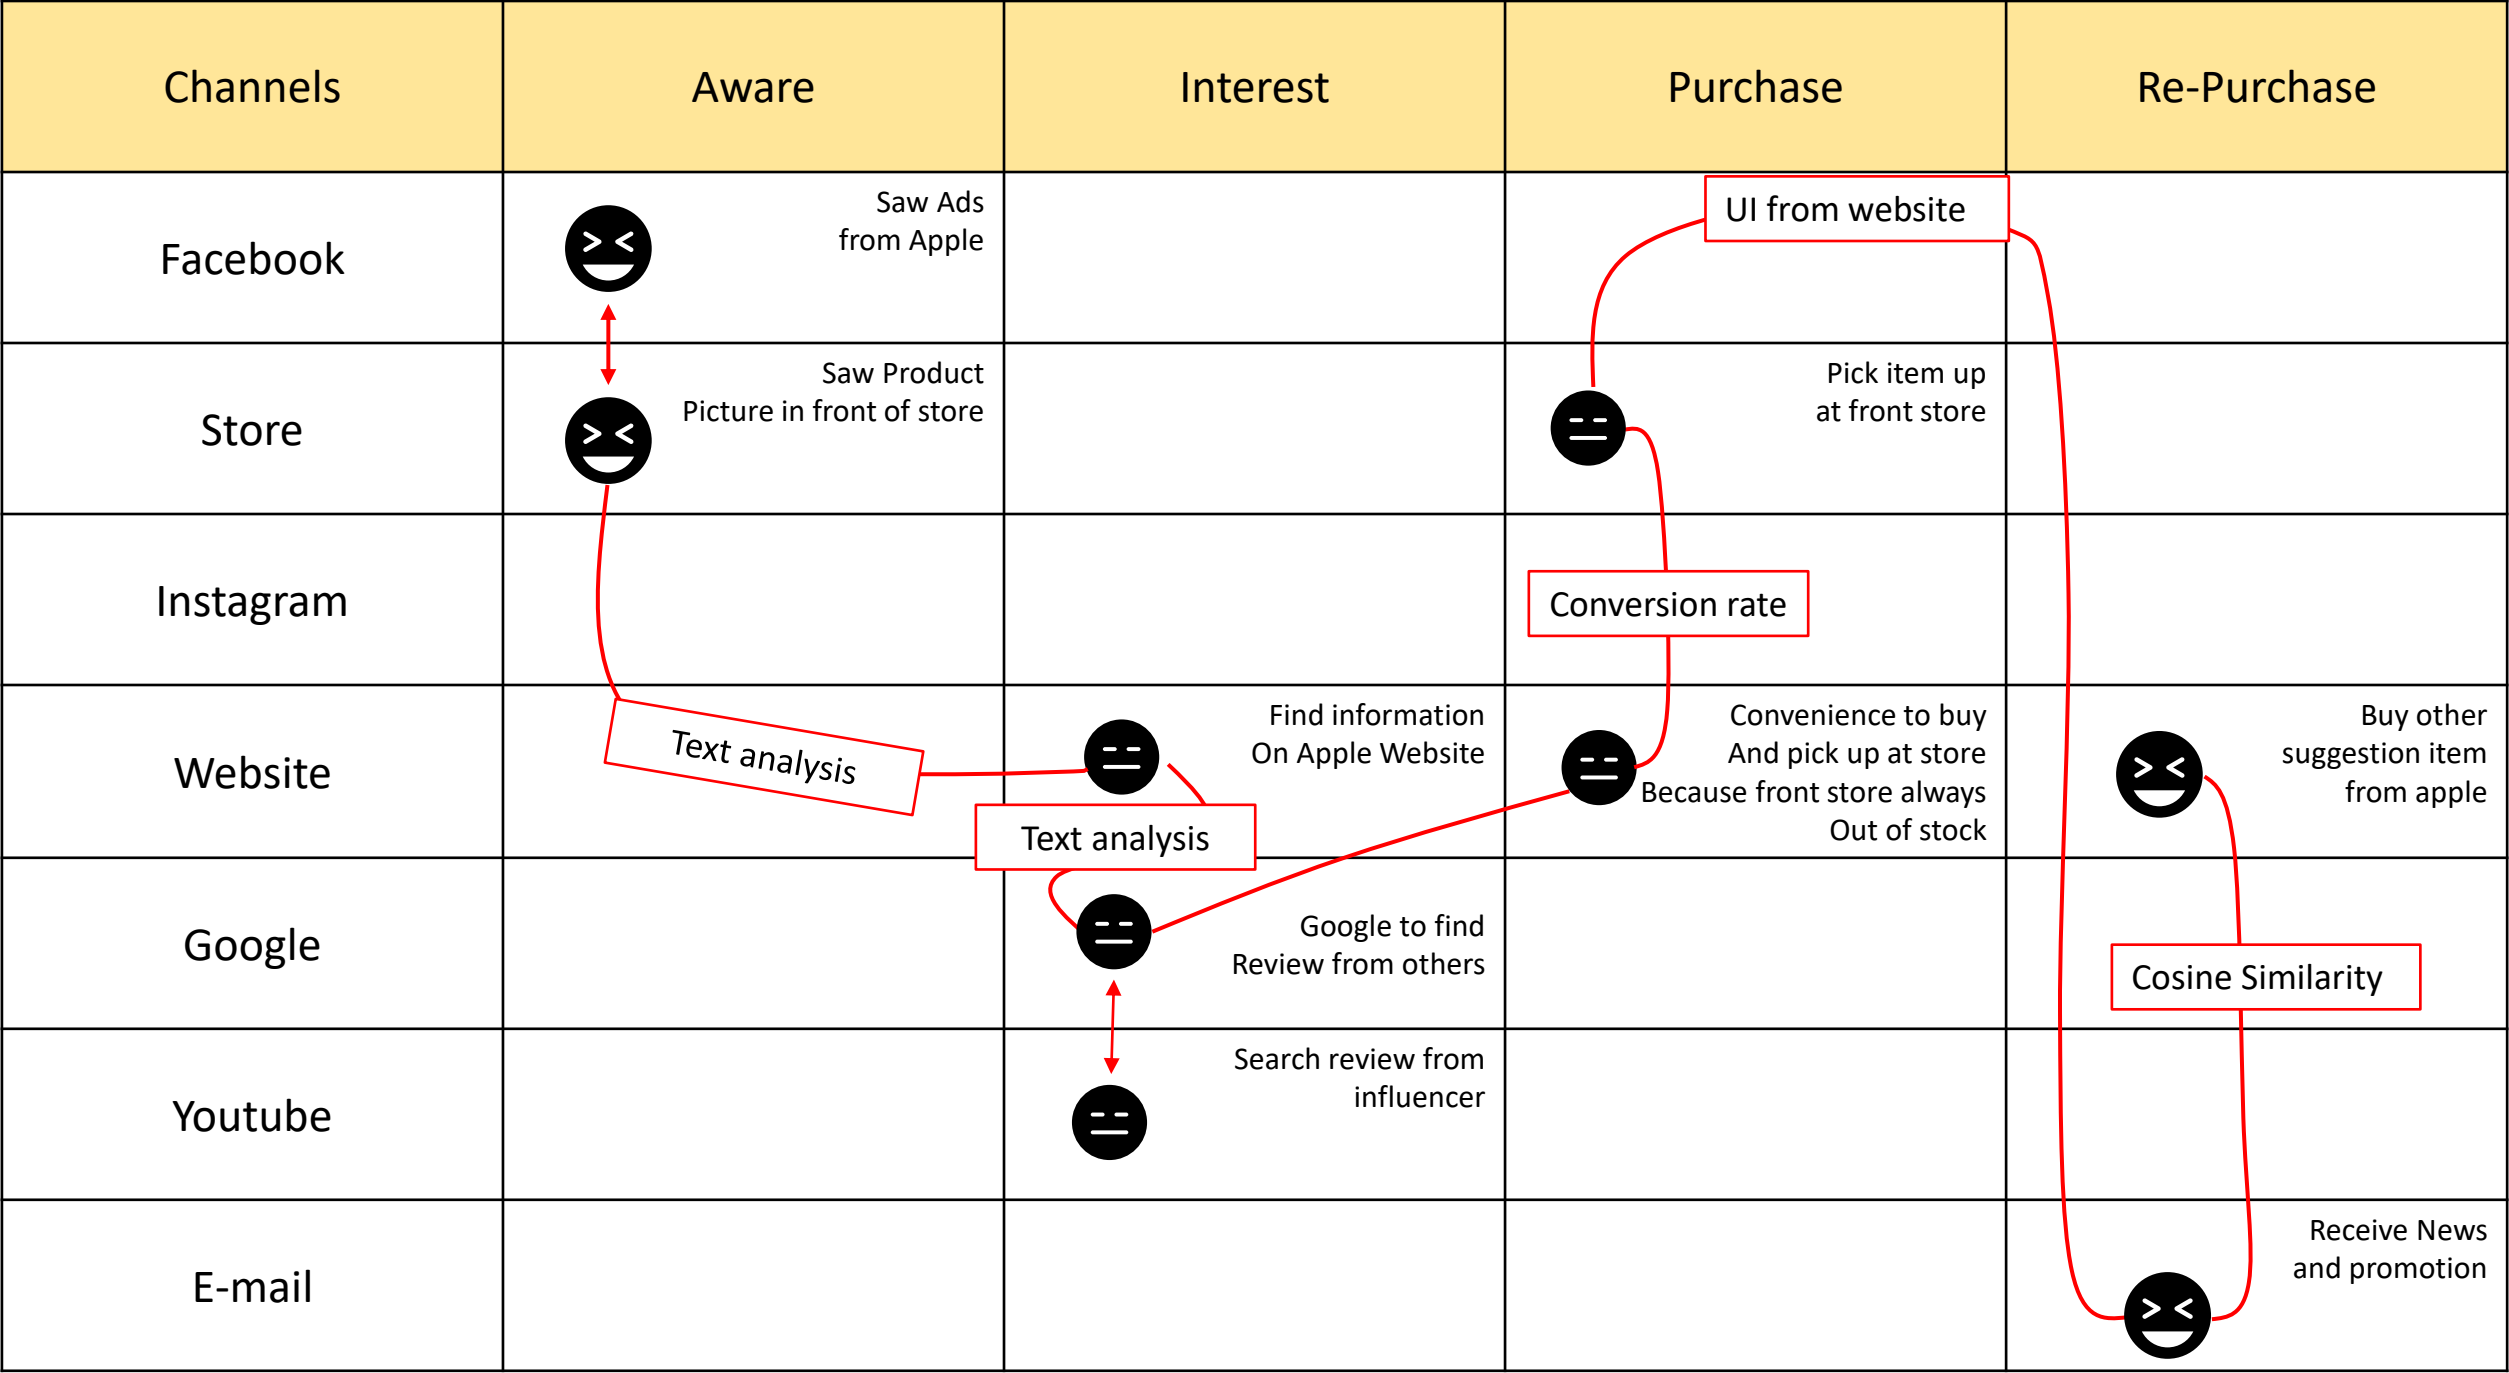 Channels
Aware
Interest
Purchase
Re-Purchase
Facebook
Saw Ads
from Apple
UI from website
Store
Saw Product
Picture in front of store
Pick item up
at front store
Instagram
Conversion rate
Website
Text analysis
Find information
On Apple Website
Text analysis
Convenience to buy
And pick up at store
Because front store always
Out of stock
Buy other
suggestion item
from apple
Google
Google to find
Review from others
Cosine Similarity
Youtube
Search review from
influencer
E-mail
Receive News
and promotion